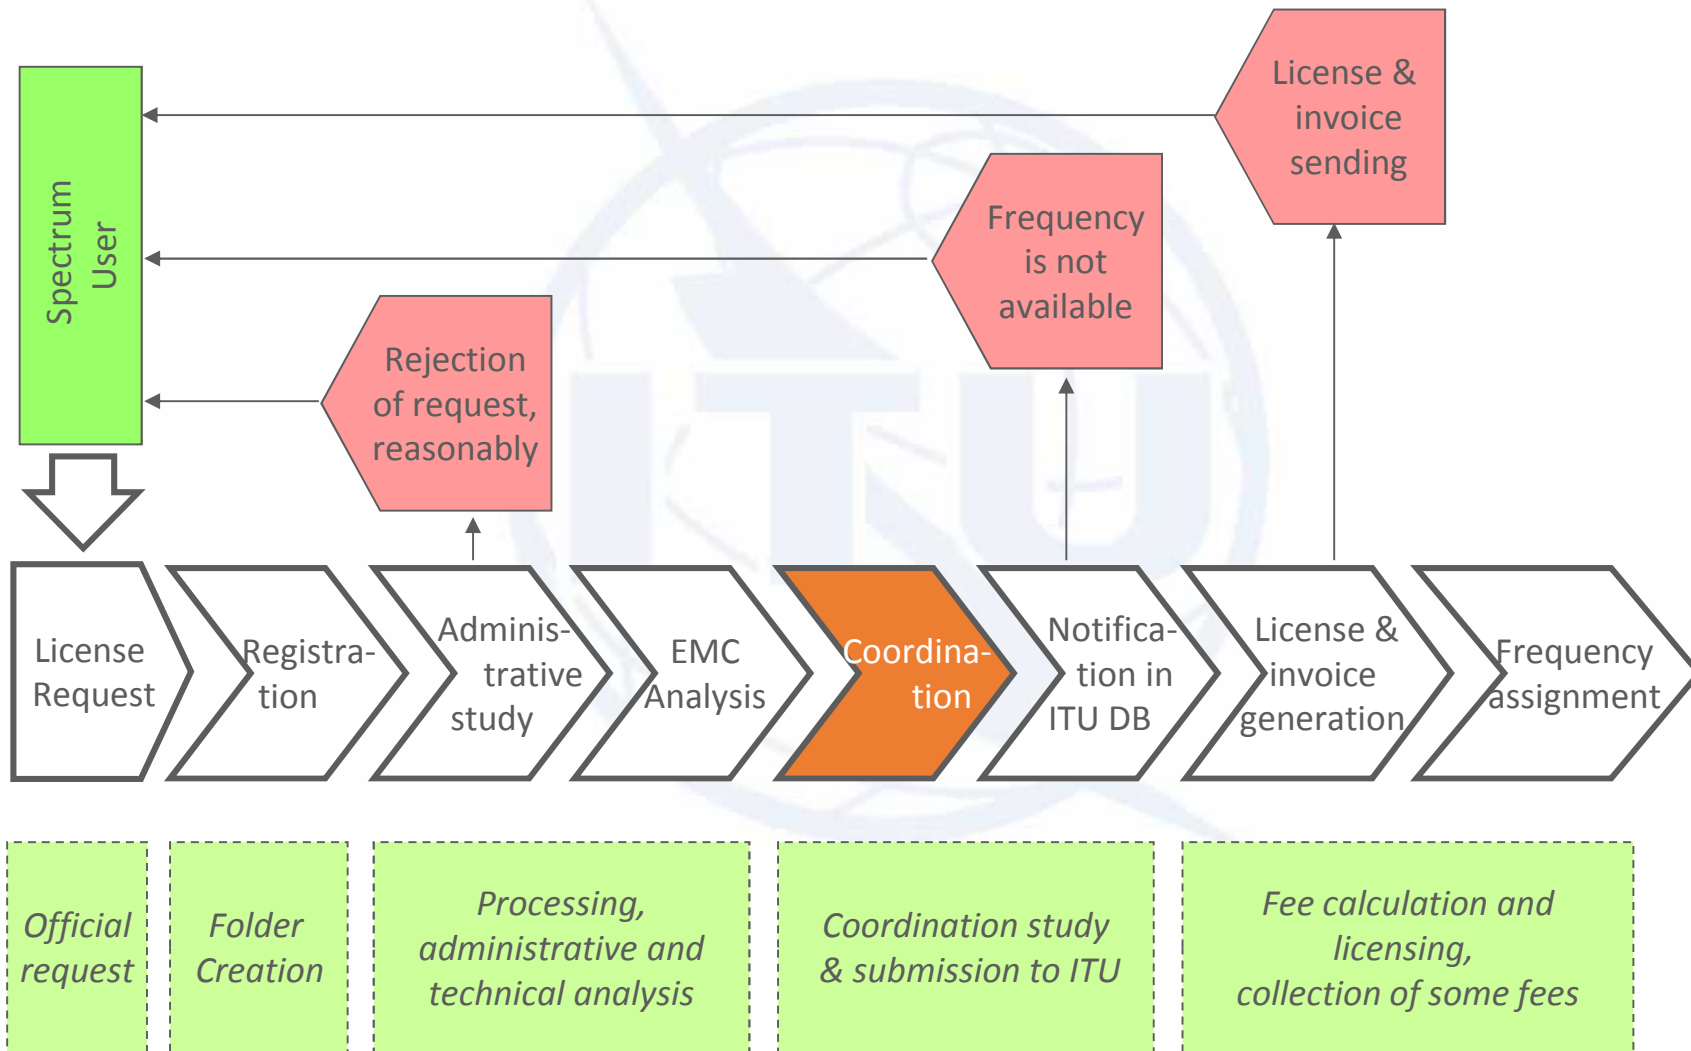 License &
invoice
sending
Spectrum
User
Frequency
is not
available
Rejection
of request,
reasonably
License
Request
Registra-
tion
Adminis-
trative
study
EMC
Analysis
Coordina-
tion
Notifica-
tion in
ITU DB
License &
invoice
generation
Frequency
assignment
Official
request
Folder
Creation
Processing,
administrative and
technical analysis
Coordination study
& submission to ITU
Fee calculation and
licensing,
collection of some fees
ITU